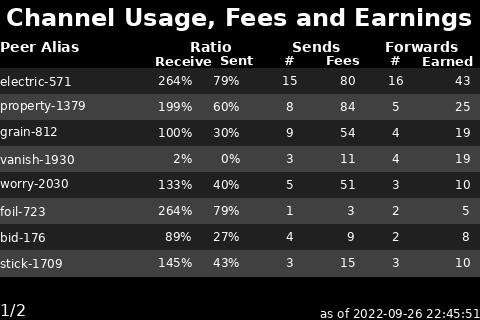 Channel Usage, Fees and Earnings
Peer Alias Ratio Sends Forwards
Receive Sent # Fees # Earned
electric-571 264% 79% 15 80 16 43
property-1379 199% 60% 8 84 5 25
grain-812 100% 30% 9 54 4 19
vanish-1930 2% 0% 3 11 4 19
worry-2030 133% 40% 5 51 3 10
foil-723 264% 79% 1 3 2 5
bid-176 89% 27% 4 9 2 8
stick-1709 145% 43% 3 15 3 10
1/2 as of 2022-09-26 22:45:51